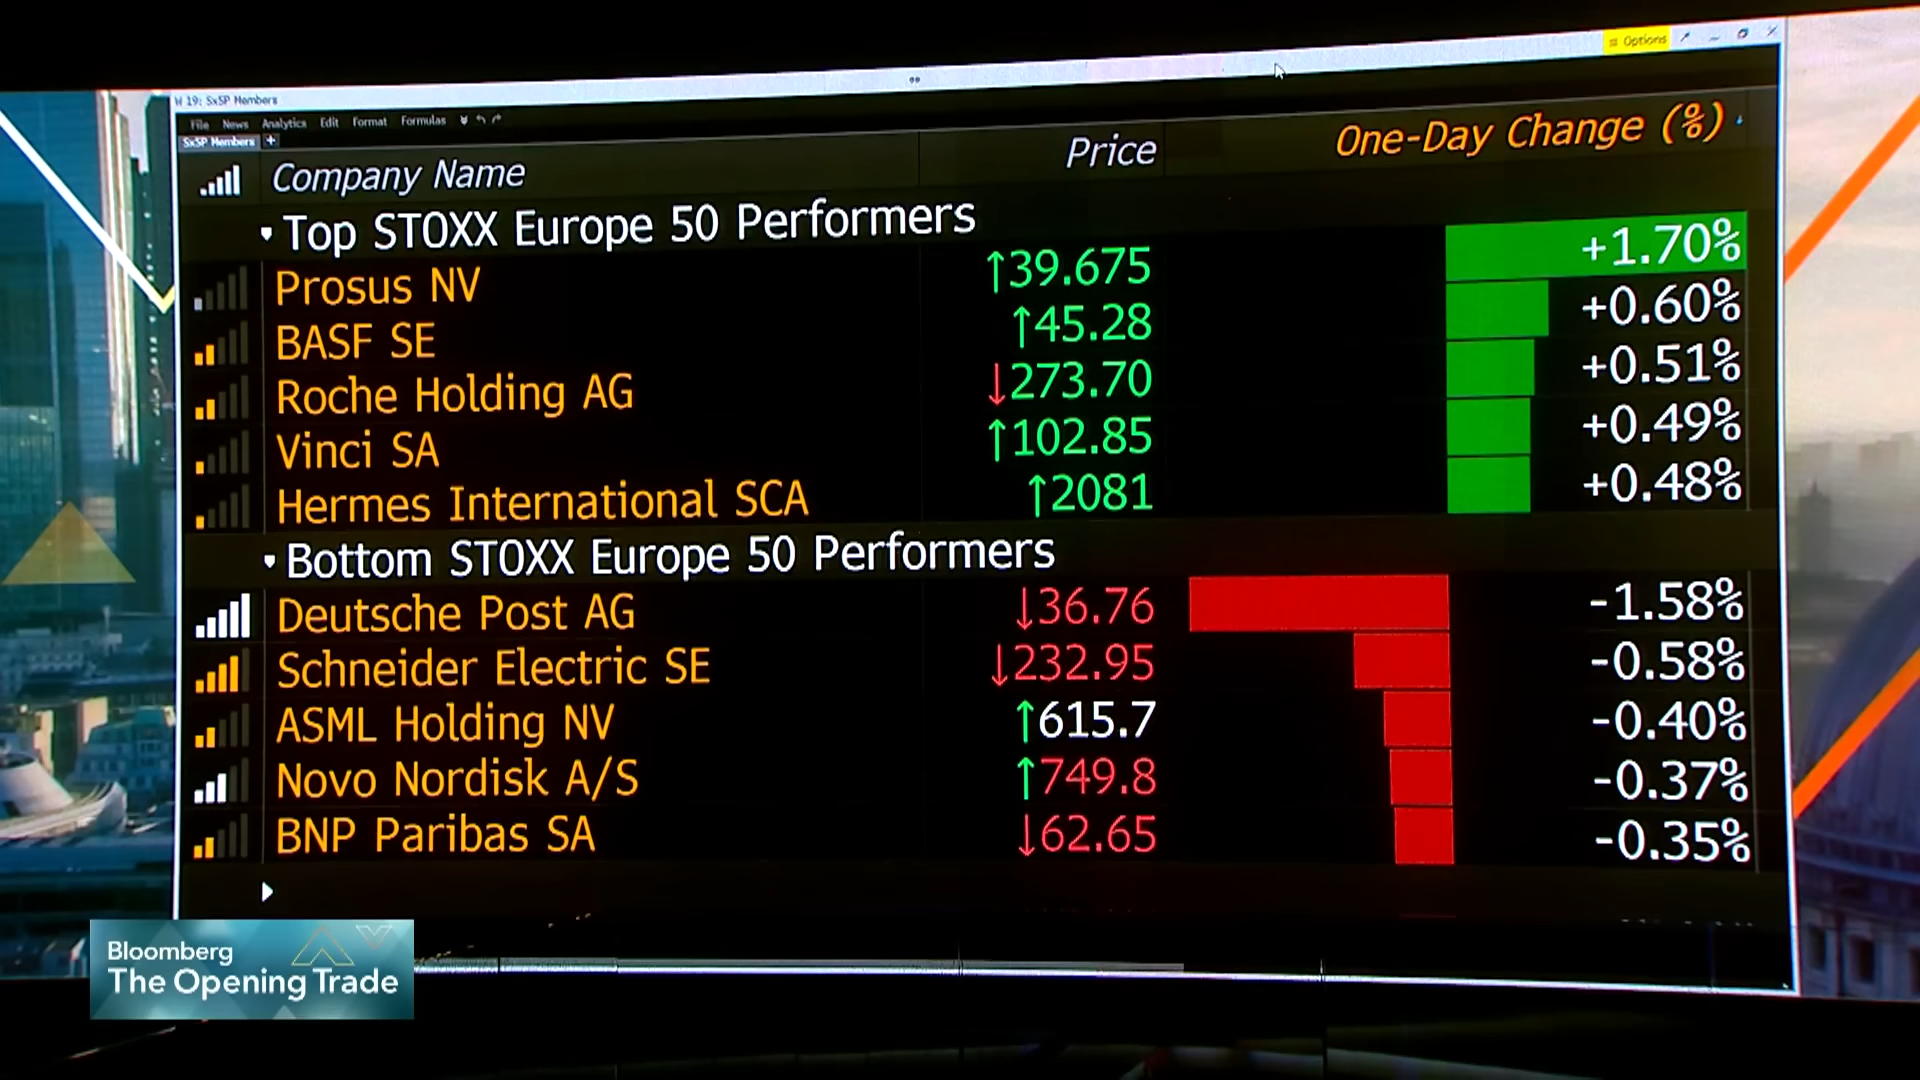 Options
W 19: Sx5P Members
File News Analytics Edit Format Formulas
Sx5P Members +
Company Name Price One-Day Change (%)
Top STOXX Europe 50 Performers
Prosus NV ↑39.675 +1.70%
BASF SE ↑45.28 +0.60%
Roche Holding AG ↓273.70 +0.51%
Vinci SA ↑102.85 +0.49%
Hermes International SCA ↑2081 +0.48%
Bottom STOXX Europe 50 Performers
Deutsche Post AG ↓36.76 -1.58%
Schneider Electric SE ↓232.95 -0.58%
ASML Holding NV ↑615.7 -0.40%
Novo Nordisk A/S ↑749.8 -0.37%
BNP Paribas SA ↓62.65 -0.35%
Bloomberg
The Opening Trade